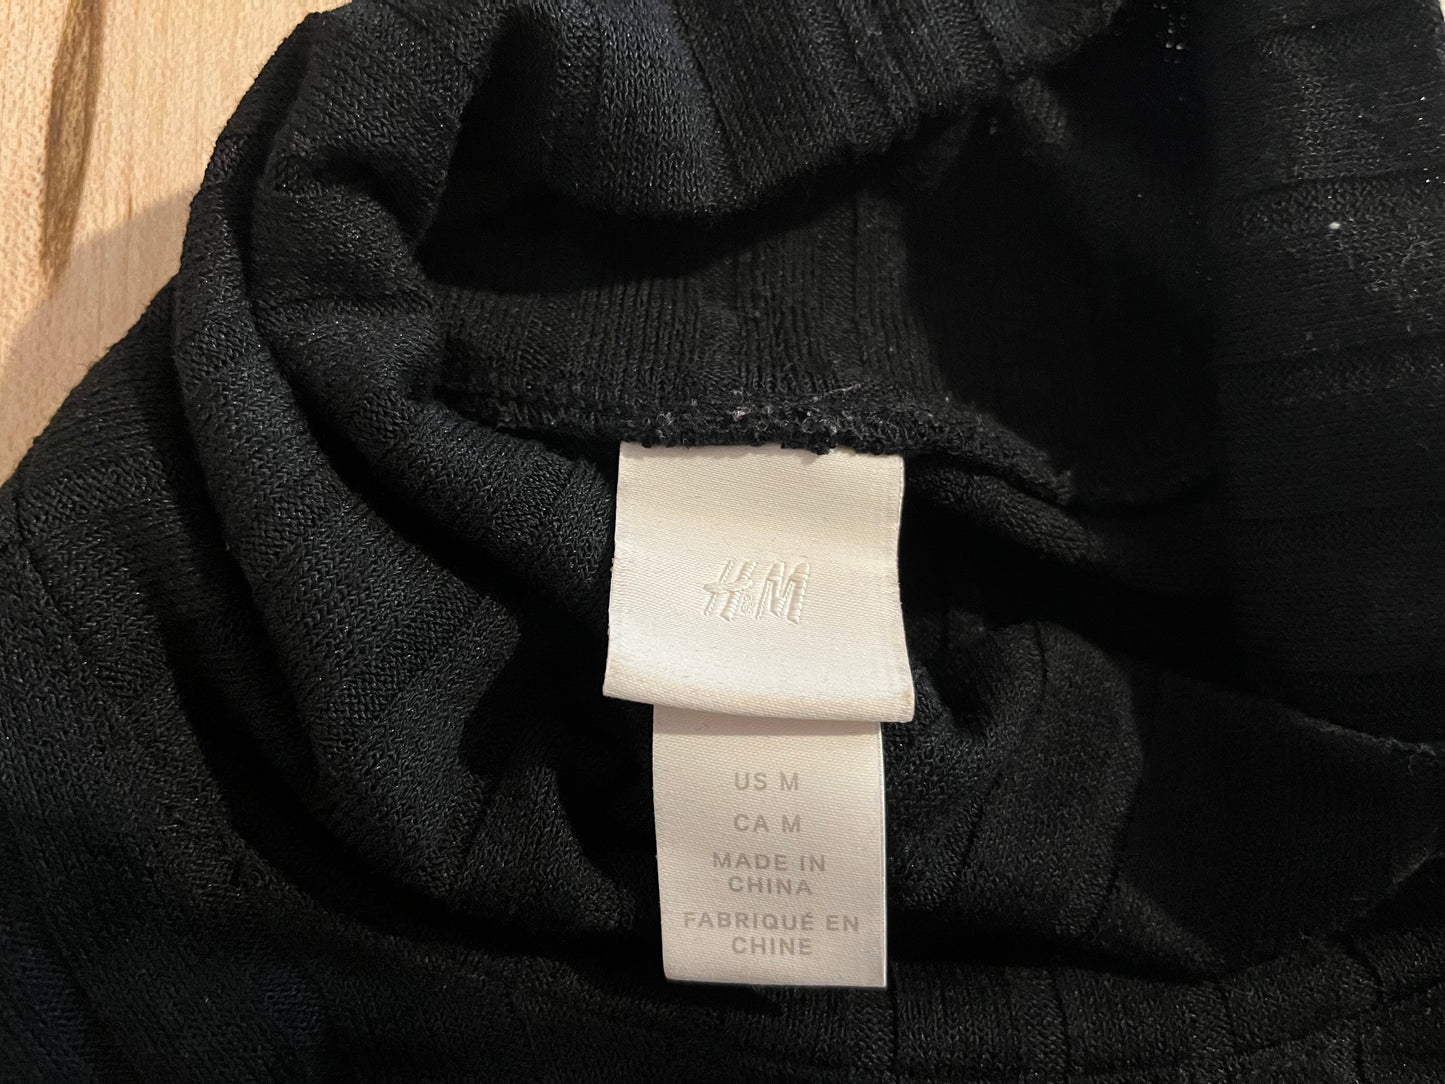 H&M
US M
CA M
MADE IN
CHINA
FABRIQUÉ EN
CHINE